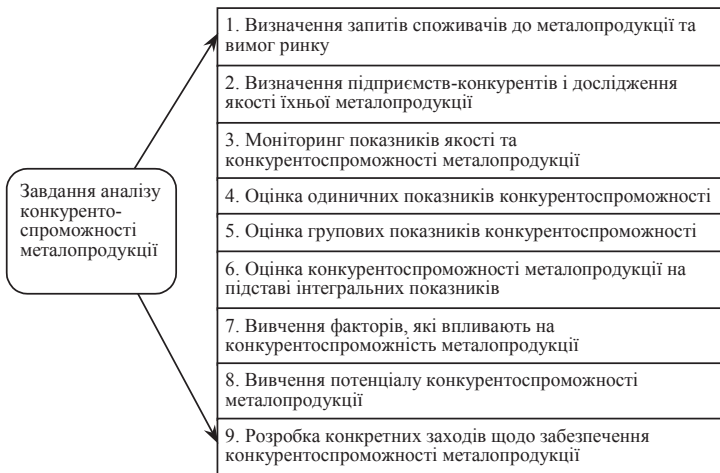 Завдання аналізу
конкуренто-
спроможності
металопродукції
1. Визначення запитів споживачів до металопродукції та
вимог ринку
2. Визначення підприємств-конкурентів і дослідження
якості їхньої металопродукції
3. Моніторинг показників якості та
конкурентоспроможності металопродукції
4. Оцінка одиничних показників конкурентоспроможності
5. Оцінка групових показників конкурентоспроможності
6. Оцінка конкурентоспроможності металопродукції на
підставі інтегральних показників
7. Вивчення факторів, які впливають на
конкурентоспроможність металопродукції
8. Вивчення потенціалу конкурентоспроможності
металопродукції
9. Розробка конкретних заходів щодо забезпечення
конкурентоспроможності металопродукції